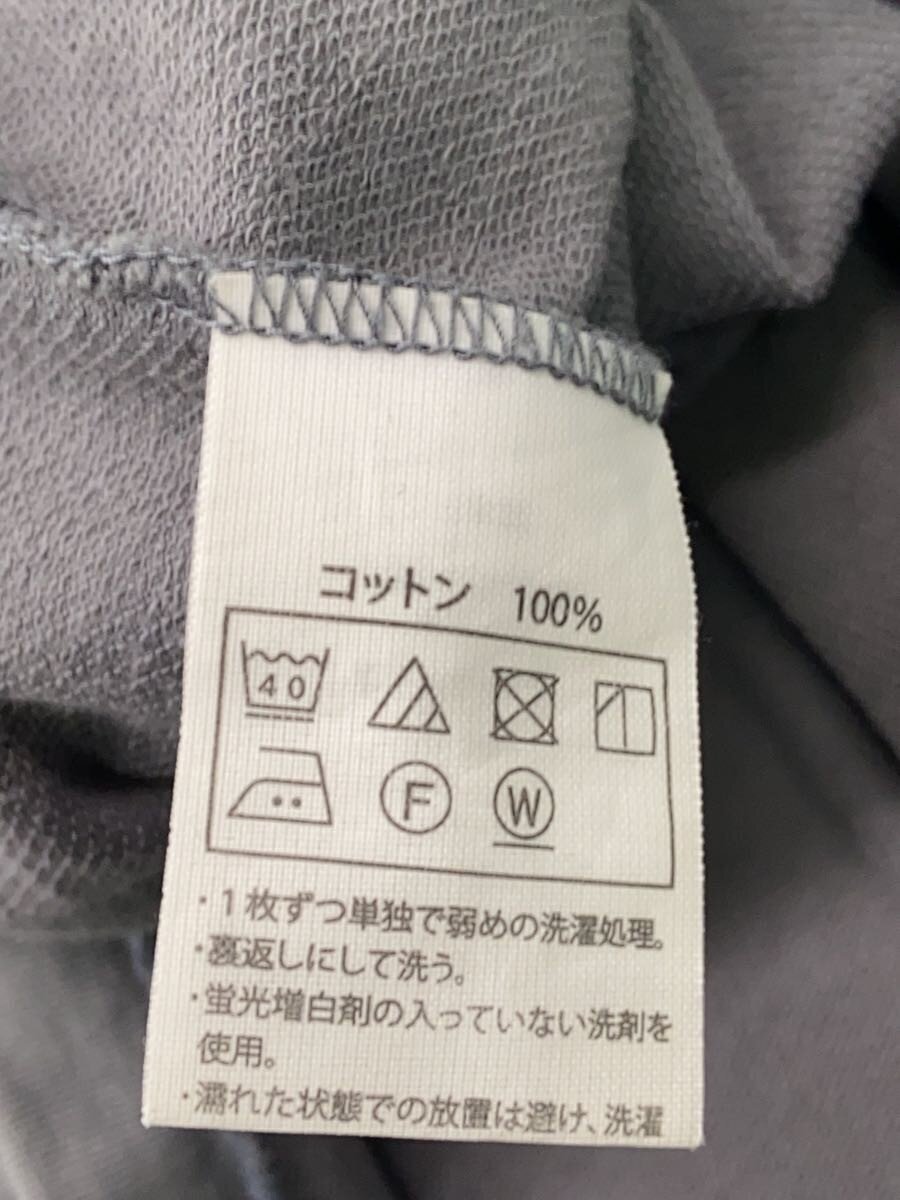 コットン 100%
40
F W
・1枚ずつ単独で弱めの洗濯処理。
・裏返しにして洗う。
・蛍光増白剤の入っていない洗剤を
使用。
・濡れた状態での放置は避け、洗濯